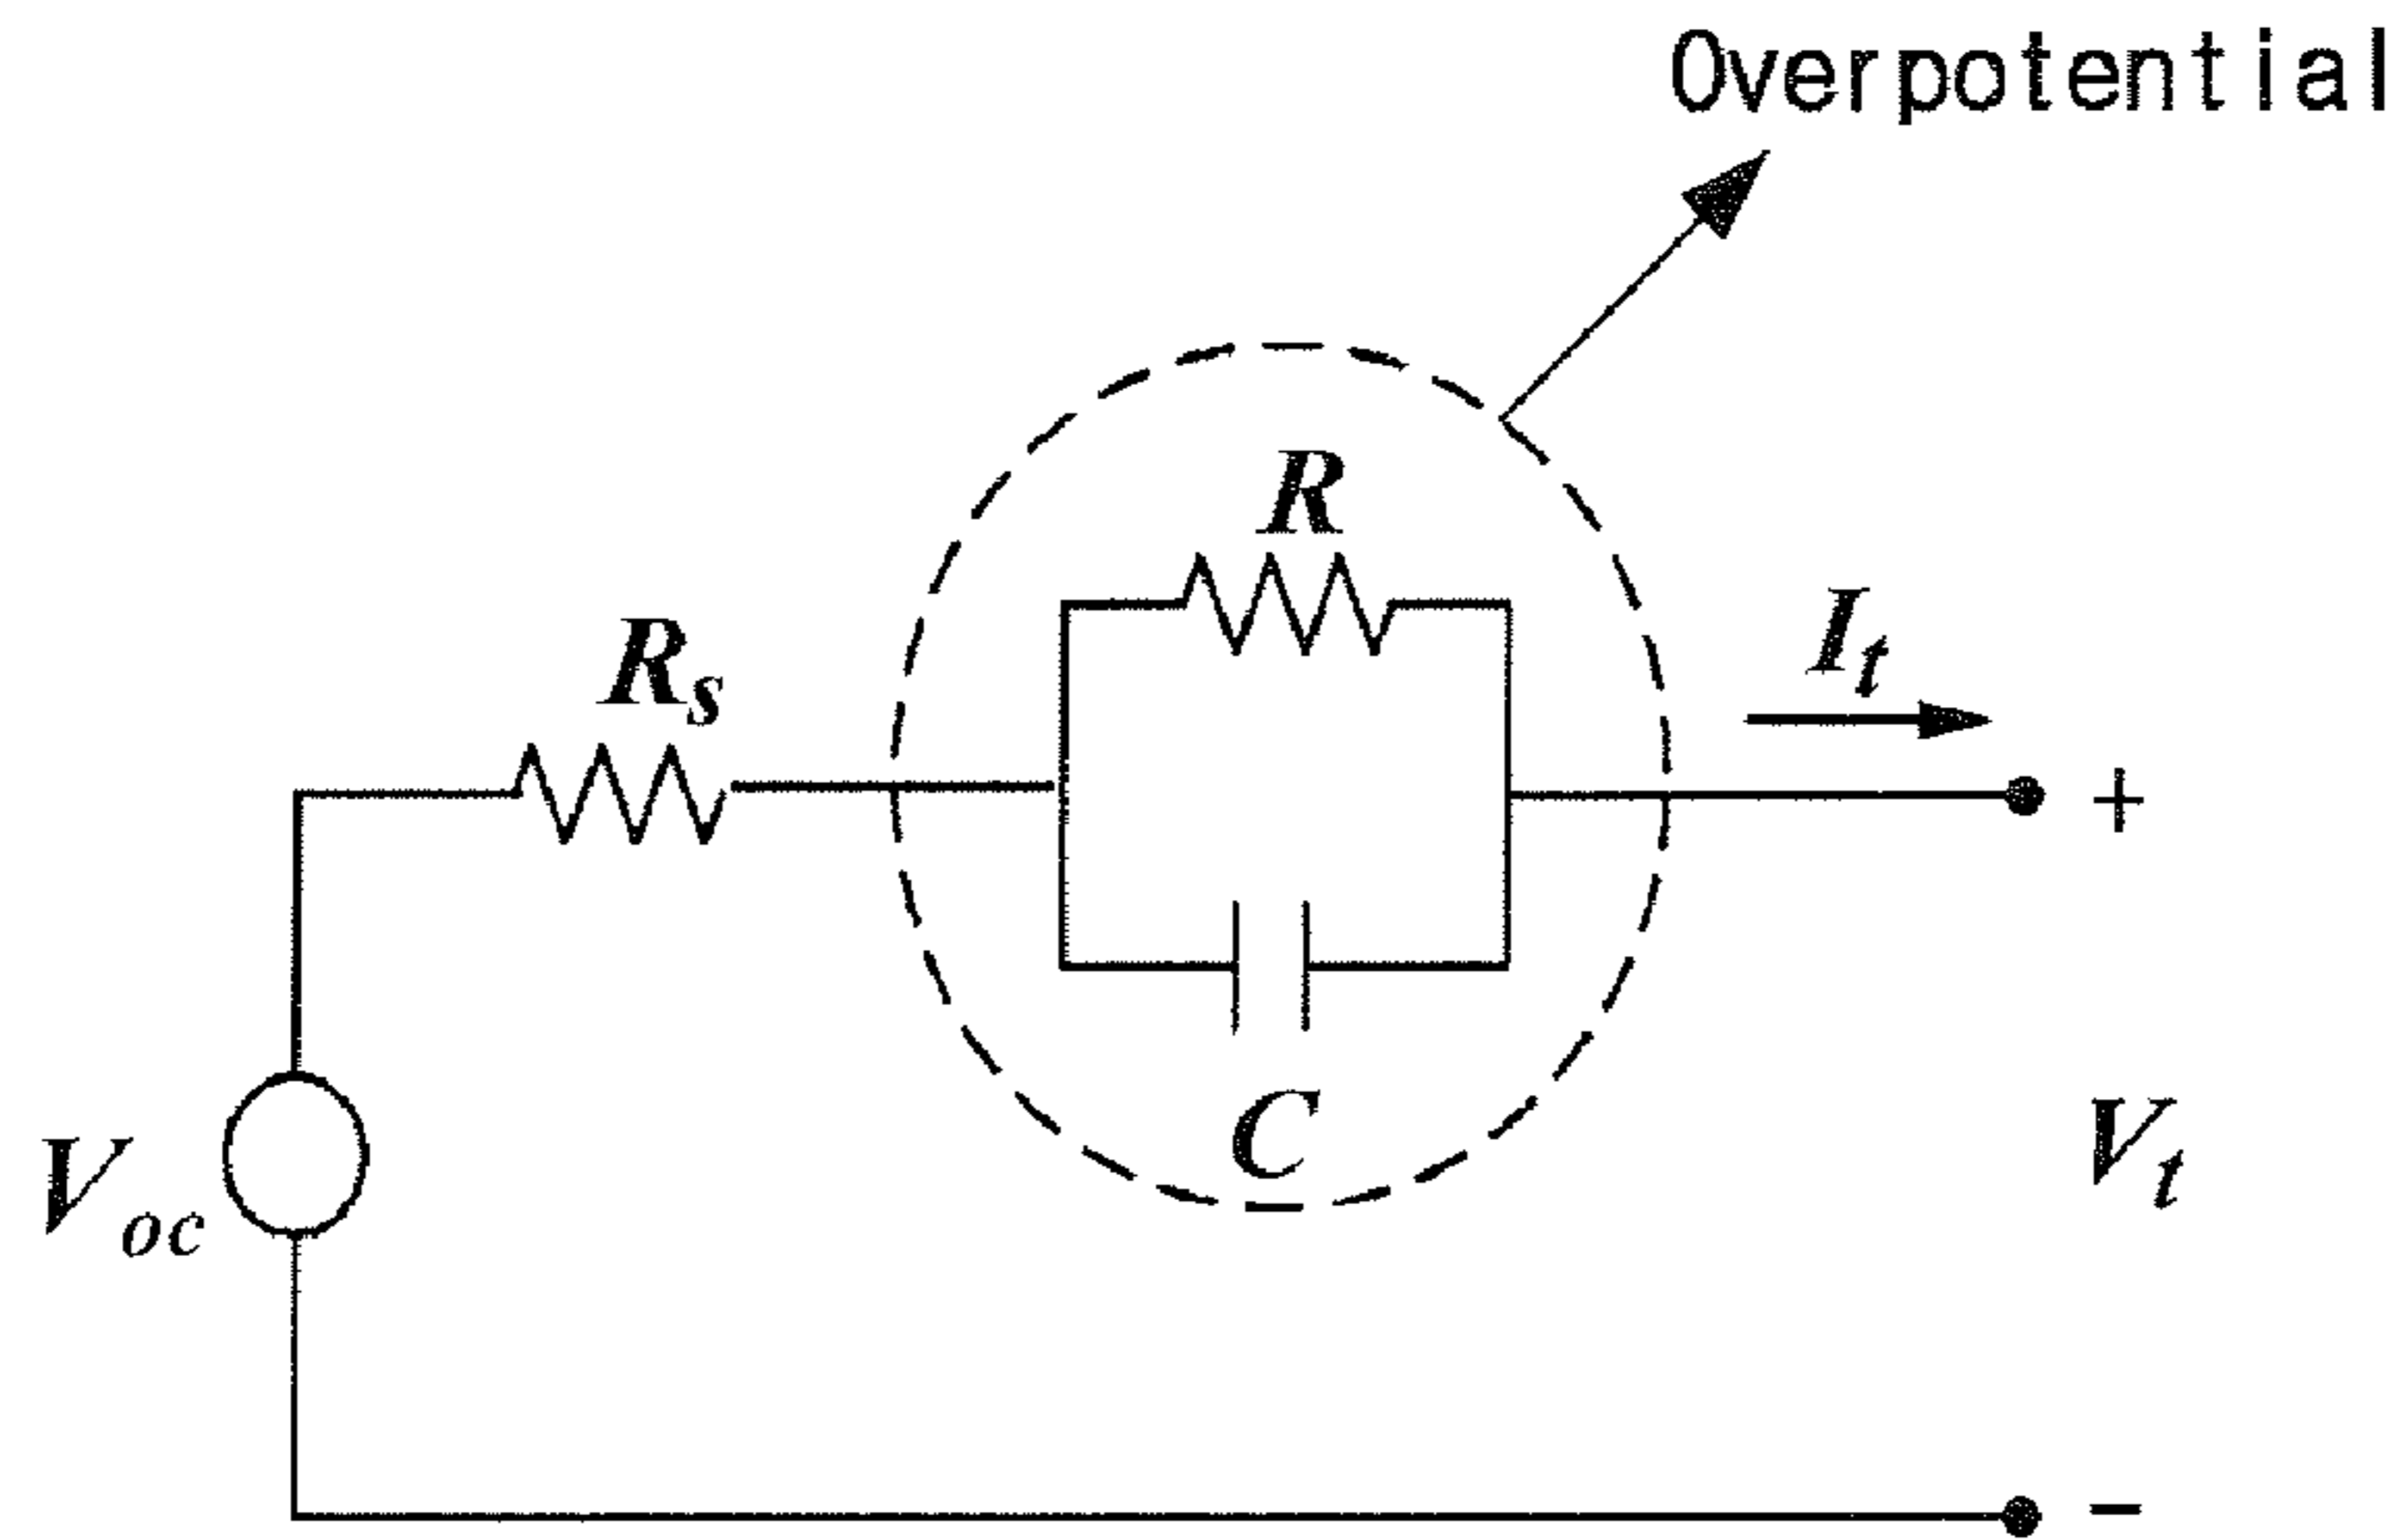 Overpotential
R
Rs
It
+
C
Voc
Vt
-